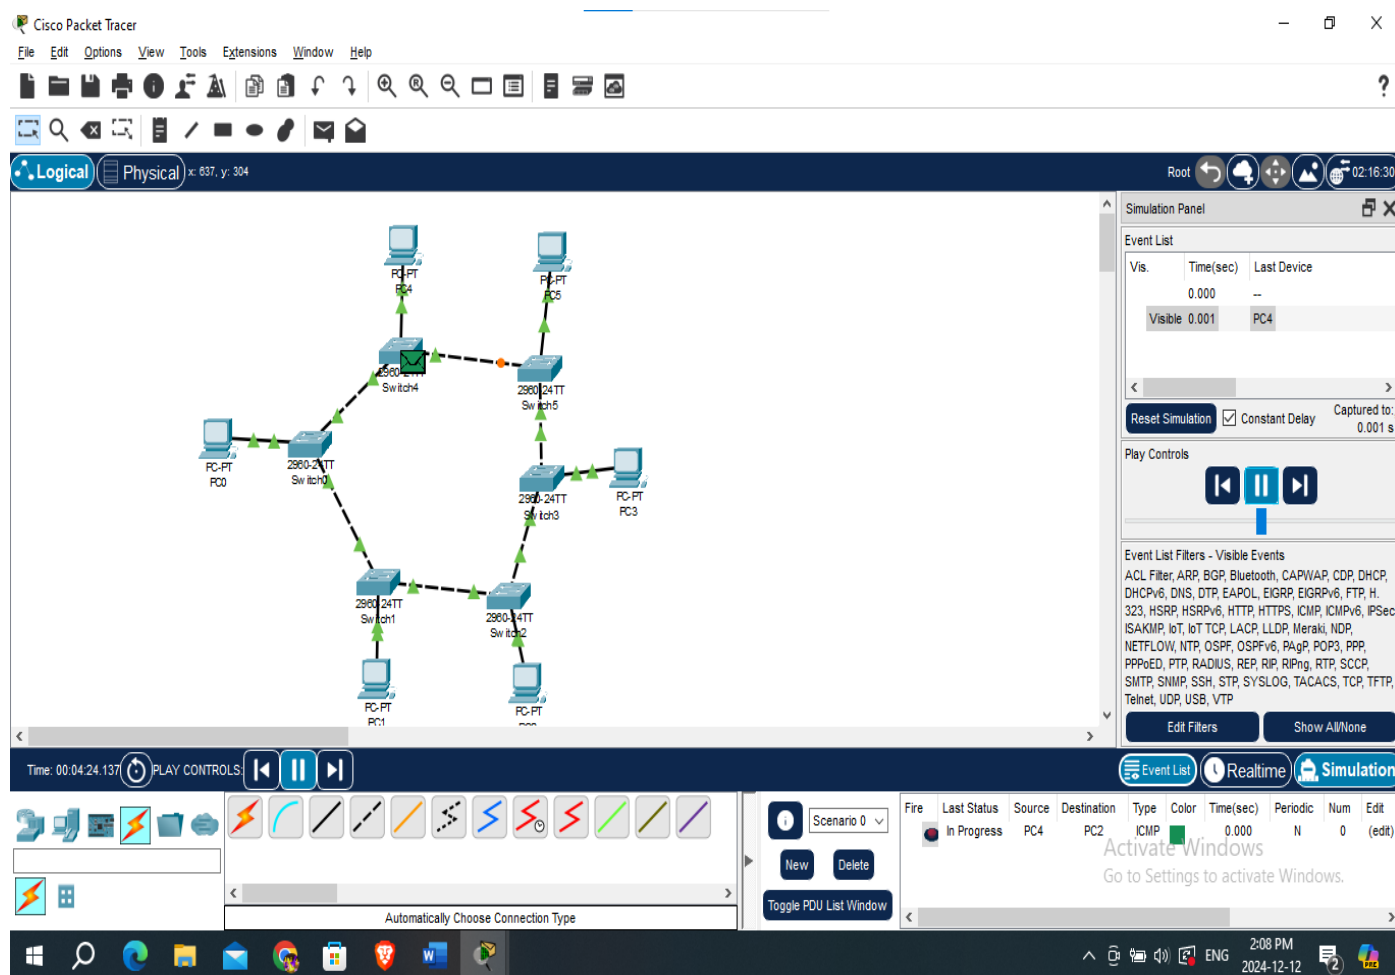 Cisco Packet Tracer
File Edit Options View Tools Extensions Window Help
?
Logical Physical x: 637, y: 304
Root 02:16:30
PC-PT
PC4
PC-PT
PC5
2960-24TT
Switch4
2960-24TT
Switch5
PC-PT
PC0
2960-24TT
Switch0
2960-24TT
Switch3
PC-PT
PC3
2960-24TT
Switch1
2960-24TT
Switch2
PC-PT
PC1
PC-PT
Simulation Panel
Event List
Vis. Time(sec) Last Device
0.000 --
Visible 0.001 PC4
Reset Simulation Constant Delay
Captured to:
0.001 s
Play Controls
Event List Filters - Visible Events
ACL Filter, ARP, BGP, Bluetooth, CAPWAP, CDP, DHCP,
DHCPv6, DNS, DTP, EAPOL, EIGRP, EIGRPv6, FTP, H.
323, HSRP, HSRPv6, HTTP, HTTPS, ICMP, ICMPv6, IPSec
ISAKMP, IoT, IoT TCP, LACP, LLDP, Meraki, NDP,
NETFLOW, NTP, OSPF, OSPFv6, PAgP, POP3, PPP,
PPPoED, PTP, RADIUS, REP, RIP, RIPng, RTP, SCCP,
SMTP, SNMP, SSH, STP, SYSLOG, TACACS, TCP, TFTP,
Telnet, UDP, USB, VTP
Edit Filters Show All/None
Time: 00:04:24.137 PLAY CONTROLS:
Event List Realtime Simulation
Automatically Choose Connection Type
Scenario 0
New Delete
Toggle PDU List Window
Fire Last Status Source Destination Type Color Time(sec) Periodic Num Edit
In Progress PC4 PC2 ICMP 0.000 N 0 (edit)
Activate Windows
Go to Settings to activate Windows.
ENG
2:08 PM
2024-12-12
2